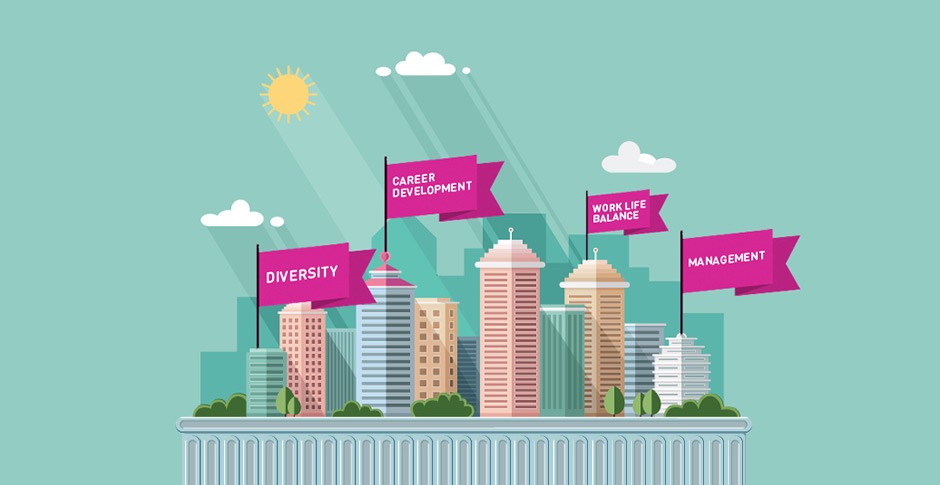 CAREER
DEVELOPMENT
WORK LIFE
BALANCE
DIVERSITY
MANAGEMENT